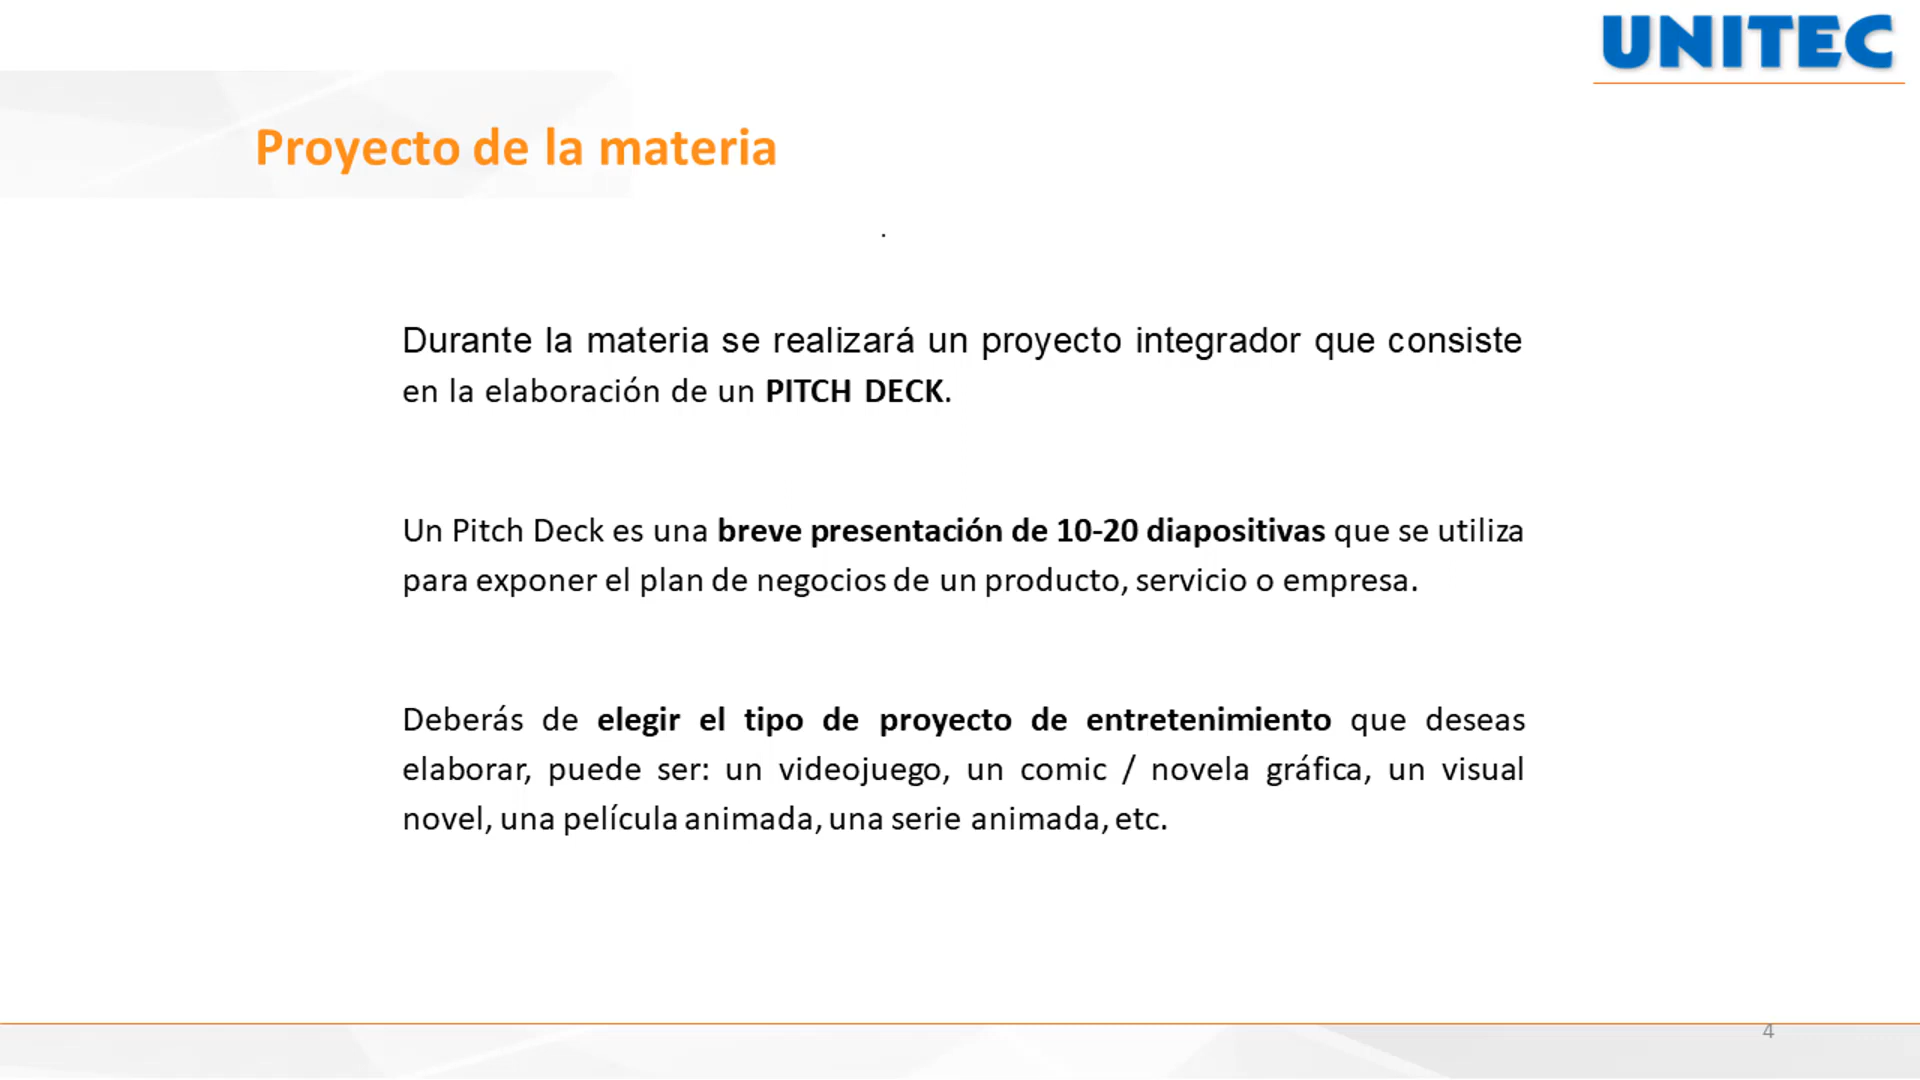 UNITEC
Proyecto de la materia
.
Durante la materia se realizará un proyecto integrador que consiste
en la elaboración de un PITCH DECK.
Un Pitch Deck es una breve presentación de 10-20 diapositivas que se utiliza
para exponer el plan de negocios de un producto, servicio o empresa.
Deberás de elegir el tipo de proyecto de entretenimiento que deseas
elaborar, puede ser: un videojuego, un comic / novela gráfica, un visual
novel, una película animada, una serie animada, etc.
4